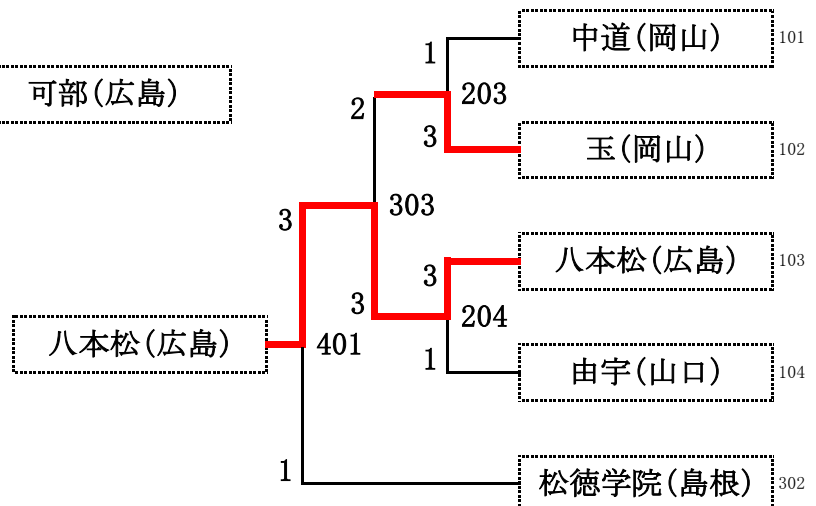 中道(岡山) 101
1
可部(広島)
2
203
3
玉(岡山) 102
303
3
八本松(広島) 103
3
3
204
八本松(広島)
401
1
由宇(山口) 104
1
松徳学院(島根) 302